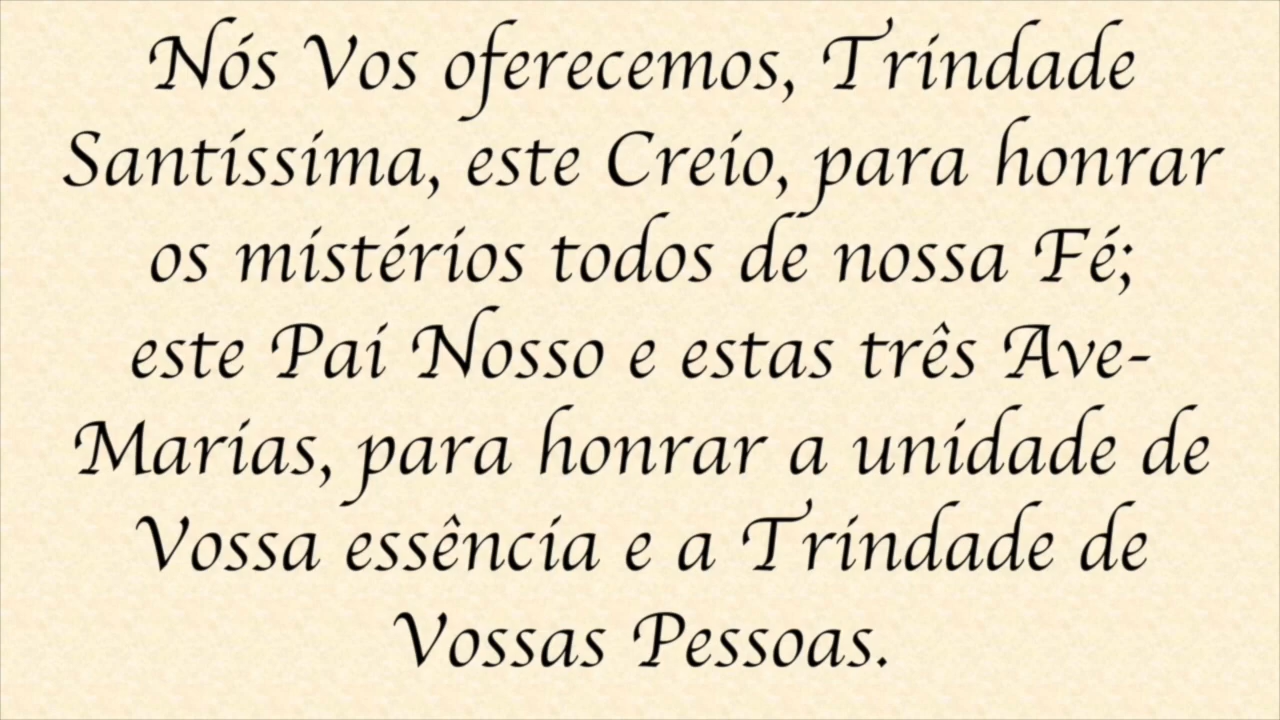 Nós Vos oferecemos, Trindade
Santíssima, este Creio, para honrar
os mistérios todos de nossa Fé;
este Pai Nosso e estas três Ave-
Marias, para honrar a unidade de
Vossa essência e a Trindade de
Vossas Pessoas.